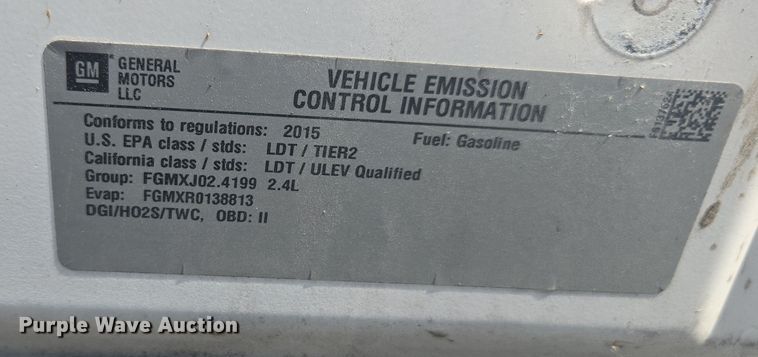 GM
GENERAL MOTORS LLC
VEHICLE EMISSION
CONTROL INFORMATION
Conforms to regulations: 2015 Fuel: Gasoline
U.S. EPA class / stds: LDT / TIER2
California class / stds: LDT / ULEV Qualified
Group: FGMXJ02.4199 2.4L
Evap: FGMXR0138813
DGI/HO2S/TWC, OBD: II
Purple Wave Auction